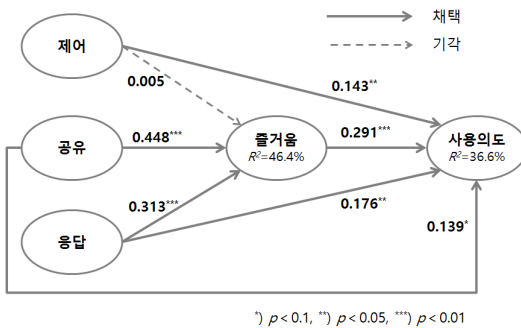 채택
기각
제어
0.005
0.143**
공유
0.448***
즐거움
R²=46.4%
0.291***
사용의도
R²=36.6%
0.313***
0.176**
응답
0.139*
*) p < 0.1, **) p < 0.05, ***) p < 0.01